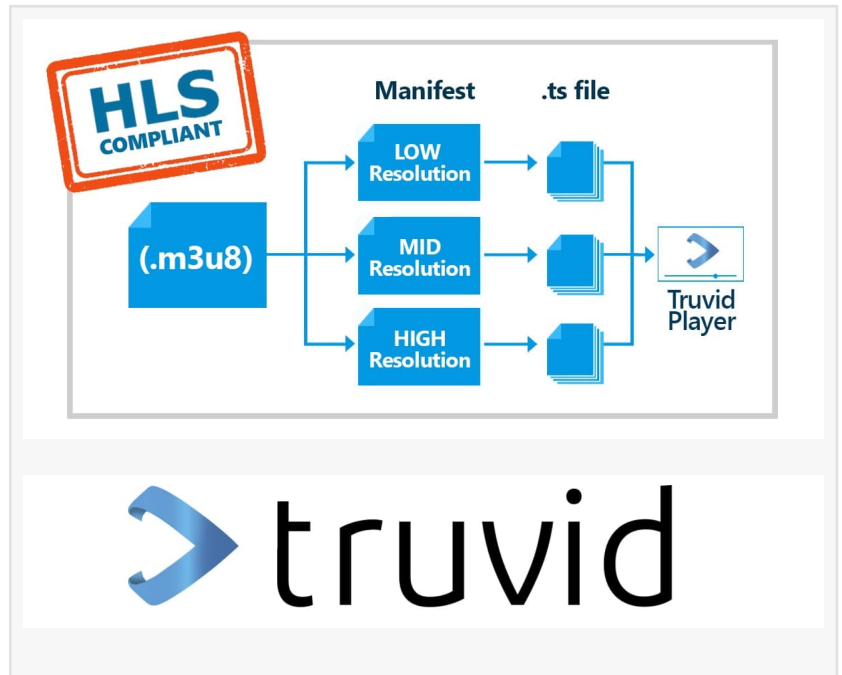 HLS
COMPLIANT
Manifest
.ts file
(.m3u8)
LOW
Resolution
MID
Resolution
HIGH
Resolution
Truvid
Player
truvid